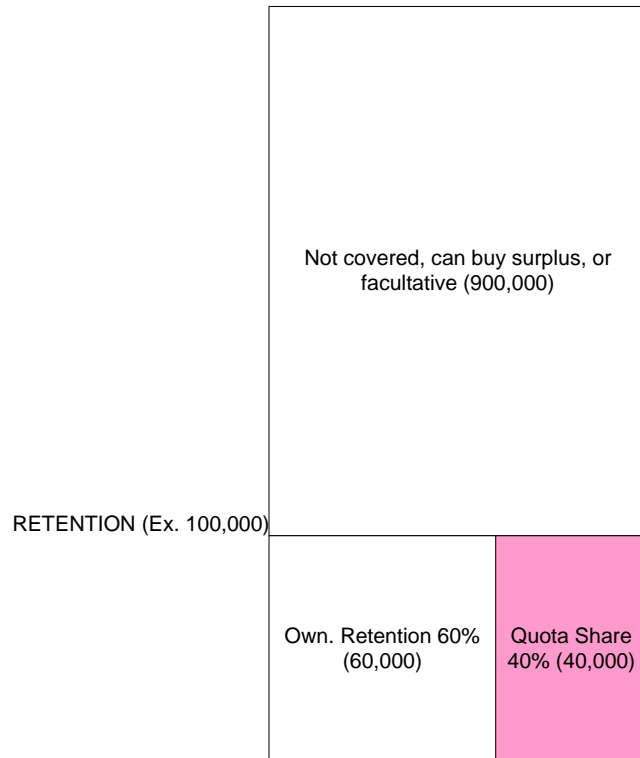 Not covered, can buy surplus, or
facultative (900,000)
RETENTION (Ex. 100,000)
Own. Retention 60%
(60,000)
Quota Share
40% (40,000)